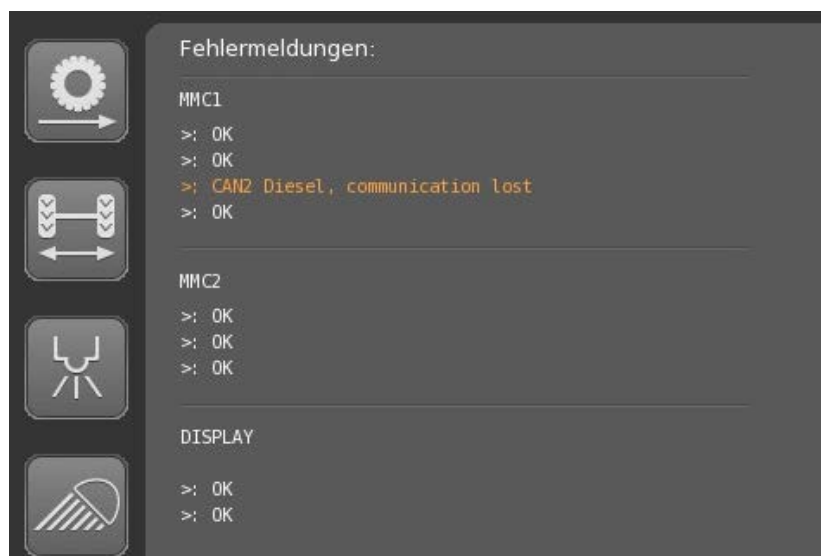 Fehlermeldungen:
MMC1
>: OK
>: OK
>: CAN2 Diesel, communication lost
>: OK
MMC2
>: OK
>: OK
>: OK
DISPLAY
>: OK
>: OK